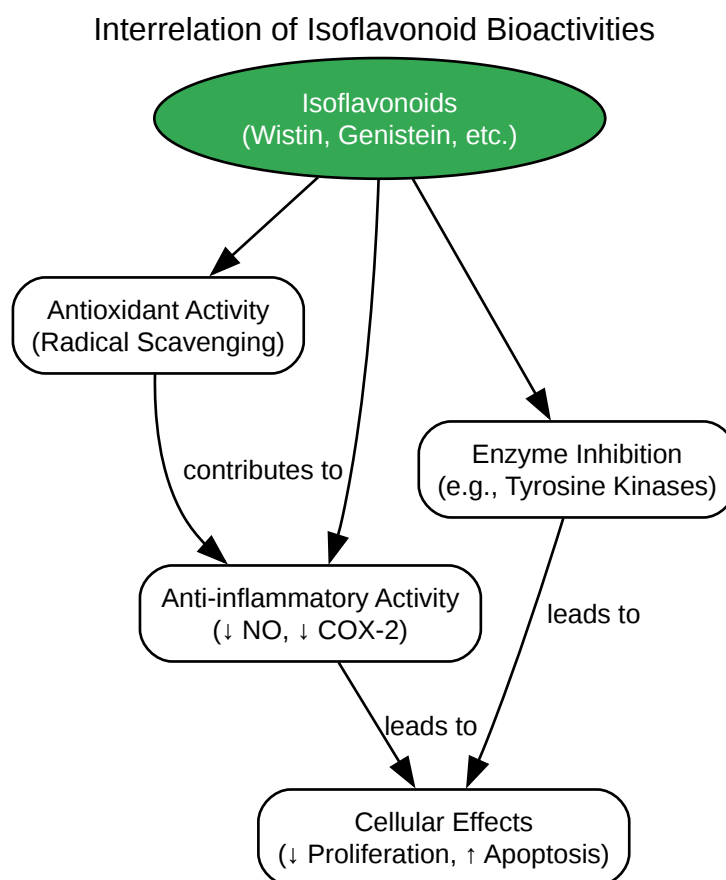 Interrelation of Isoflavonoid Bioactivities
Isoflavonoids
(Wistin, Genistein, etc.)
Antioxidant Activity
(Radical Scavenging)
Enzyme Inhibition
(e.g., Tyrosine Kinases)
contributes to
Anti-inflammatory Activity
(↓ NO, ↓ COX-2)
leads to
leads to
Cellular Effects
(↓ Proliferation, ↑ Apoptosis)